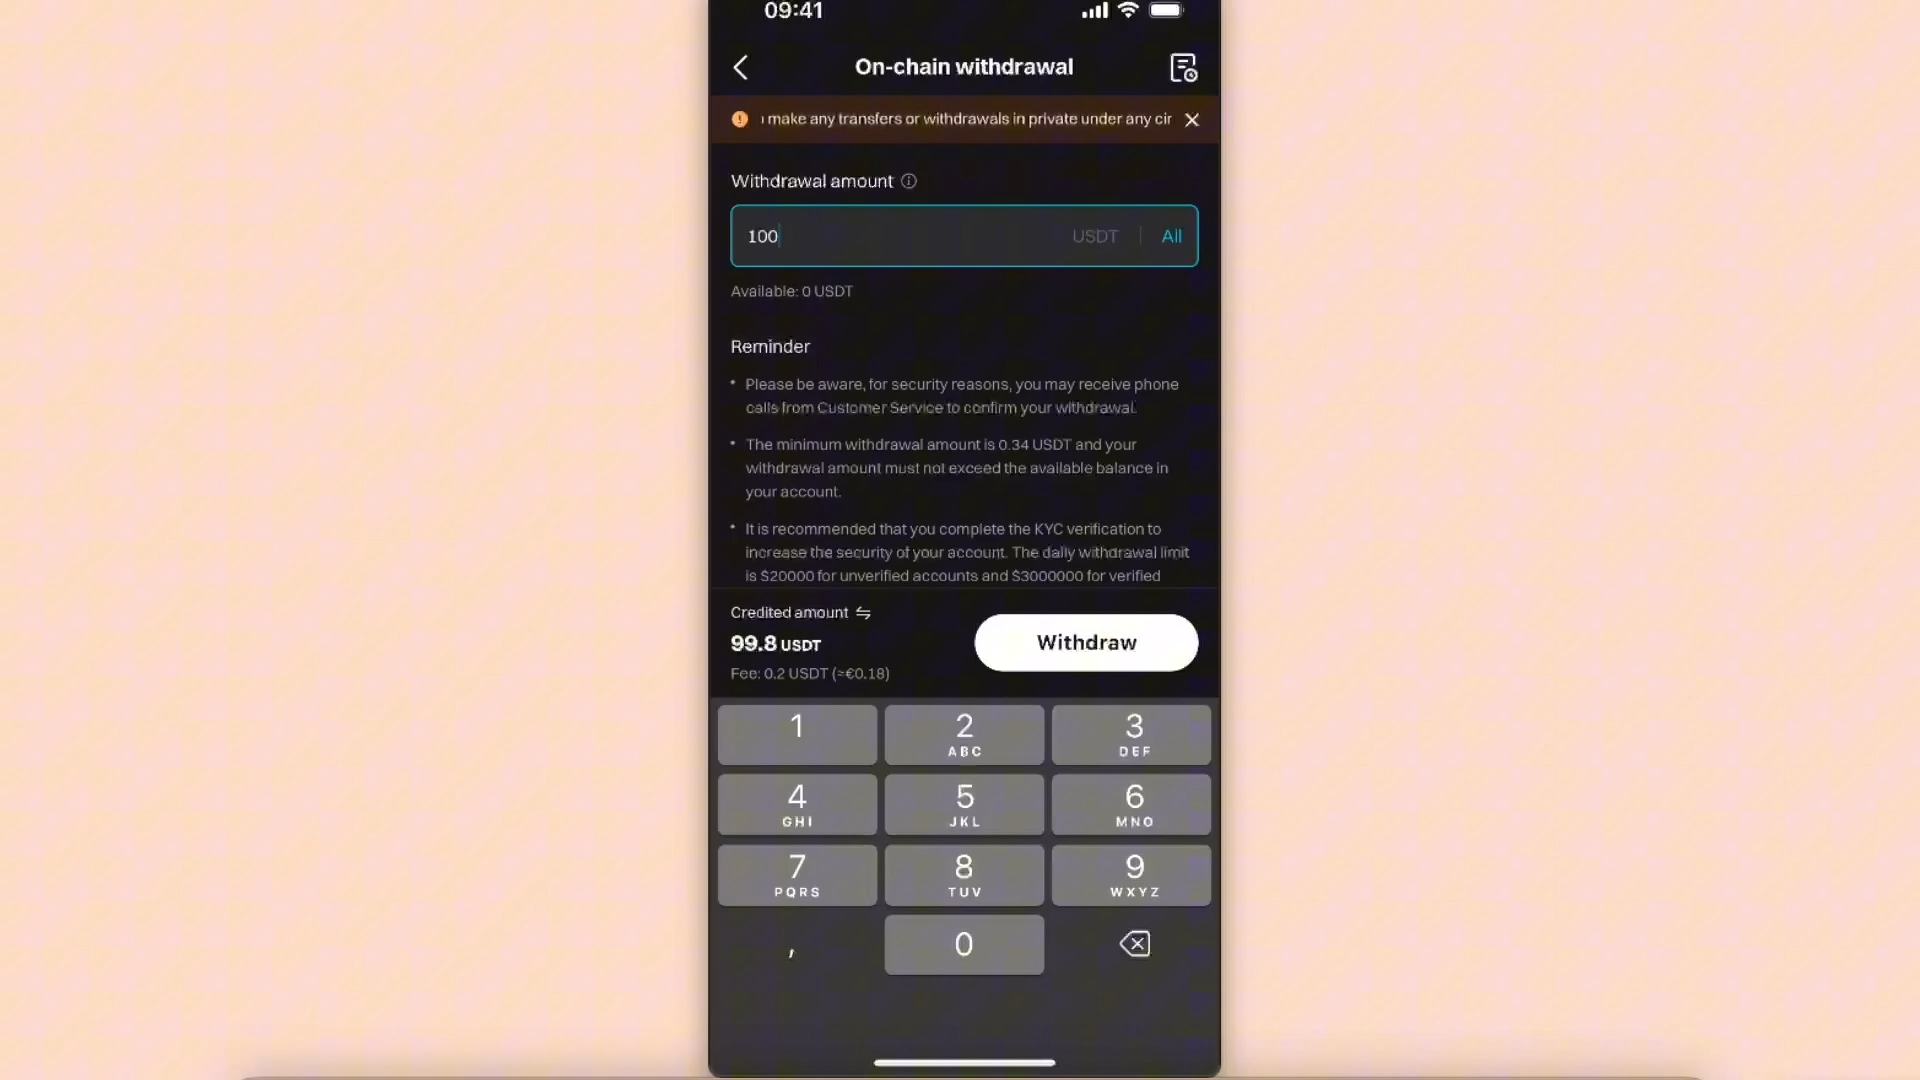 09:41
On-chain withdrawal
make any transfers or withdrawals in private under any cir
Withdrawal amount
100 USDT All
Available: 0 USDT
Reminder
• Please be aware, for security reasons, you may receive phone
calls from Customer Service to confirm your withdrawal.
• The minimum withdrawal amount is 0.34 USDT and your
withdrawal amount must not exceed the available balance in
your account.
• It is recommended that you complete the KYC verification to
increase the security of your account. The daily withdrawal limit
is $20000 for unverified accounts and $3000000 for verified
Credited amount
99.8 USDT
Withdraw
Fee: 0.2 USDT (≈€0.18)
1 2 3
ABC DEF
4 5 6
GHI JKL MNO
7 8 9
PQRS TUV WXYZ
, 0